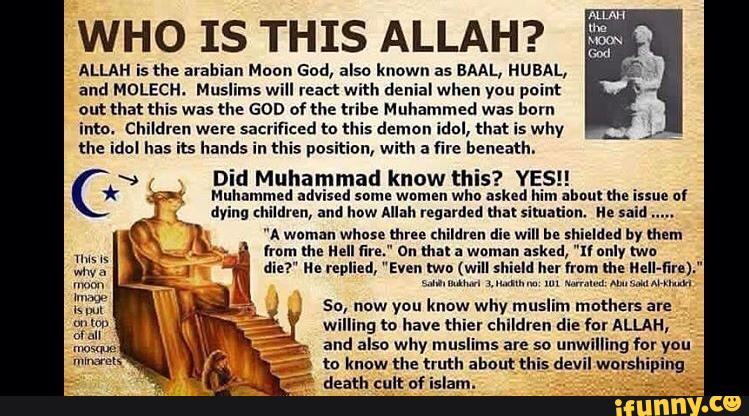 WHO IS THIS ALLAH?
ALLAH
the
MOON
God
ALLAH is the arabian Moon God, also known as BAAL, HUBAL,
and MOLECH. Muslims will react with denial when you point
out that this was the GOD of the tribe Muhammed was born
into. Children were sacrificed to this demon idol, that is why
the idol has its hands in this position, with a fire beneath.
Did Muhammad know this? YES!!
Muhammed advised some women who asked him about the issue of
dying children, and how Allah regarded that situation. He said .....
"A woman whose three children die will be shielded by them
from the Hell fire." On that a woman asked, "If only two
die?" He replied, "Even two (will shield her from the Hell-fire)."
Sahih Bukhari 3, Hadith no: 101 Narrated: Abu Said Al-Khudri
This is
why a
moon
image
is put
on top
of all
mosque
minarets
So, now you know why muslim mothers are
willing to have thier children die for ALLAH,
and also why muslims are so unwilling for you
to know the truth about this devil worshiping
death cult of islam.
ifunny.co